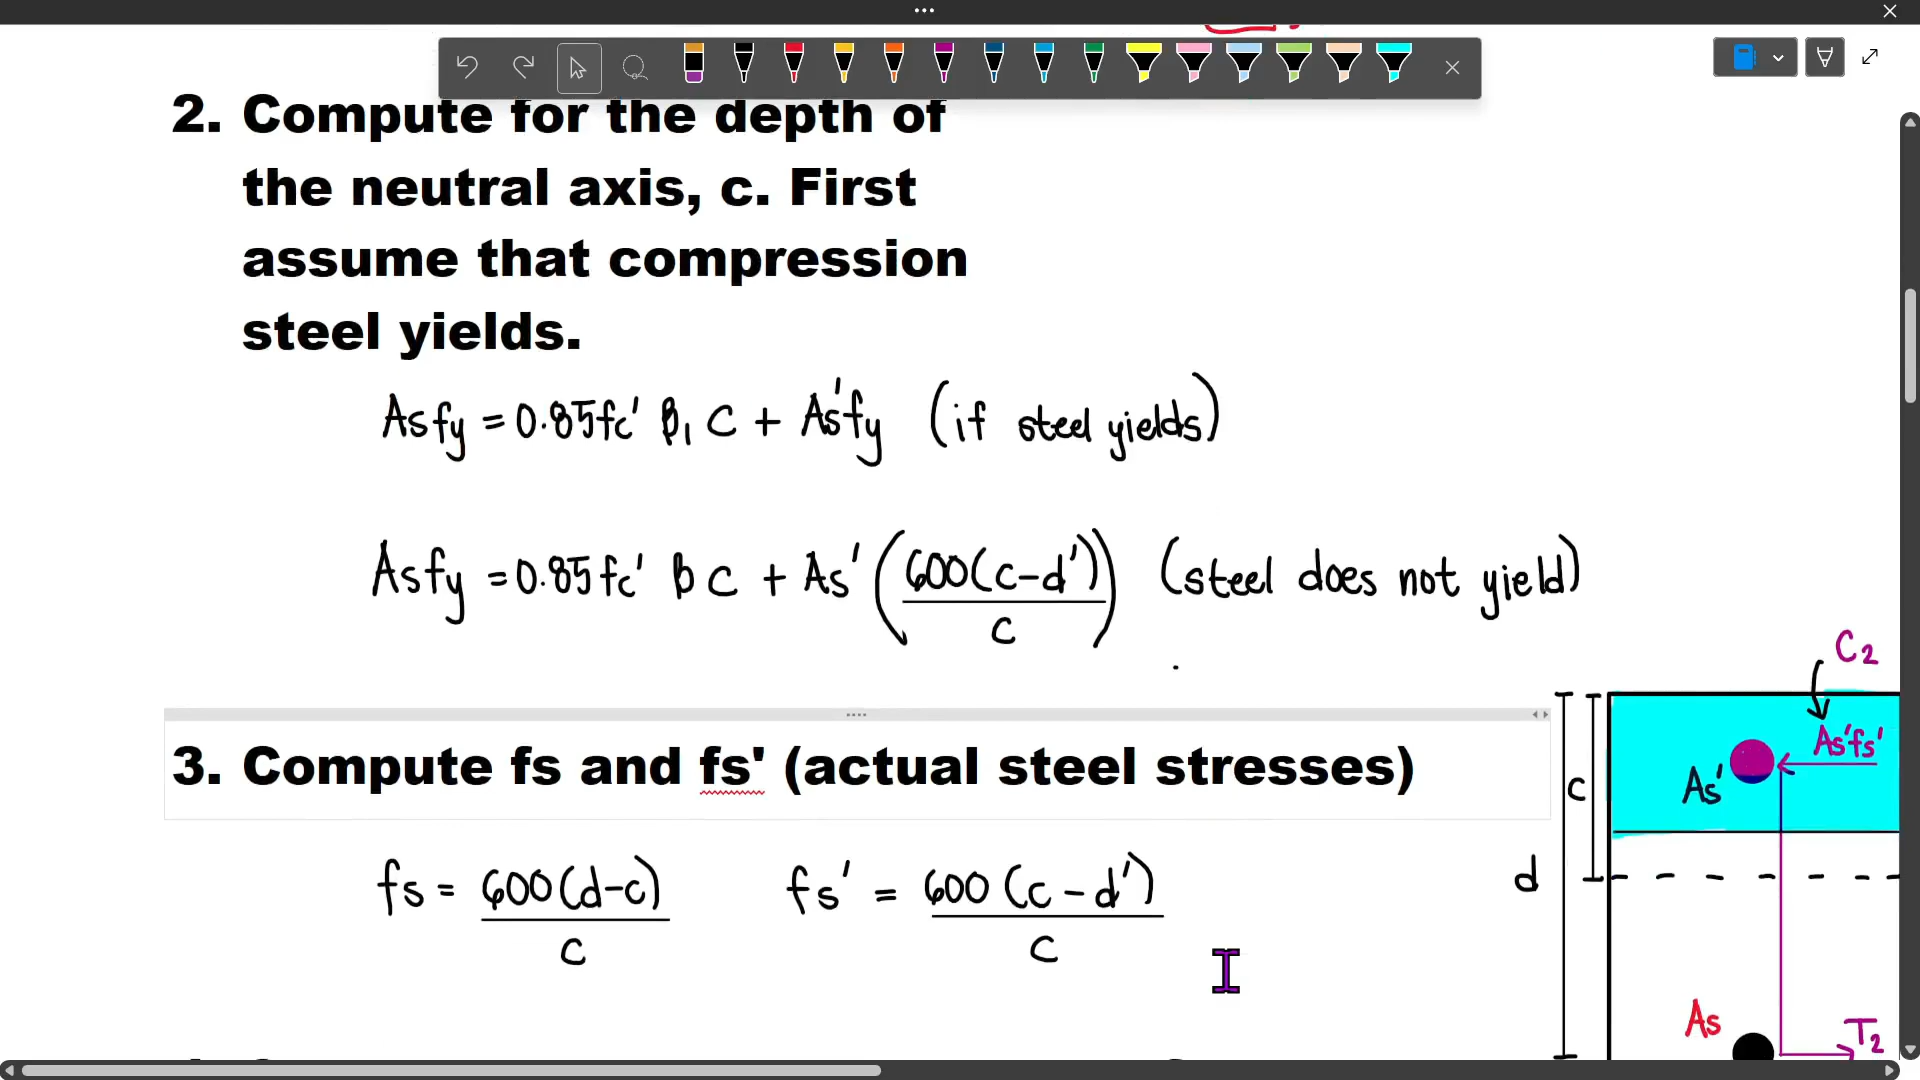 2. Compute for the depth of
the neutral axis, c. First
assume that compression
steel yields.
Asfy = 0.85fc' β₁ C + As'fy (if steel yields)
Asfy = 0.85fc' β C + As' (600(c-d')/c) (steel does not yield)
3. Compute fs and fs' (actual steel stresses)
fs = 600(d-c)/c    fs' = 600 (c-d')/c
C₂
As'fs'
As'
c
d
As
T₂